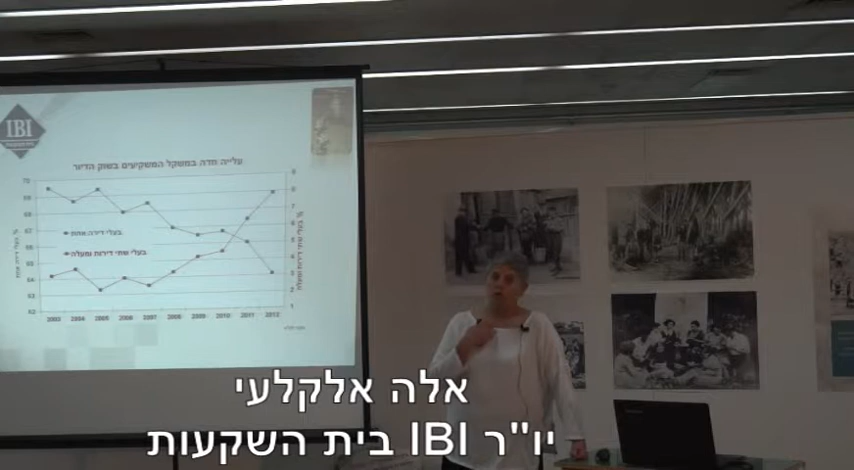 IBI
עלייה חדה במשקל המשקיעים בשוק הדיור
בעלי דירה אחת
בעלי שתי דירות ומעלה
2003 2004 2005 2006 2007 2008 2009 2010 2011 2012
אלה אלקלעי
יו"ר IBI בית השקעות